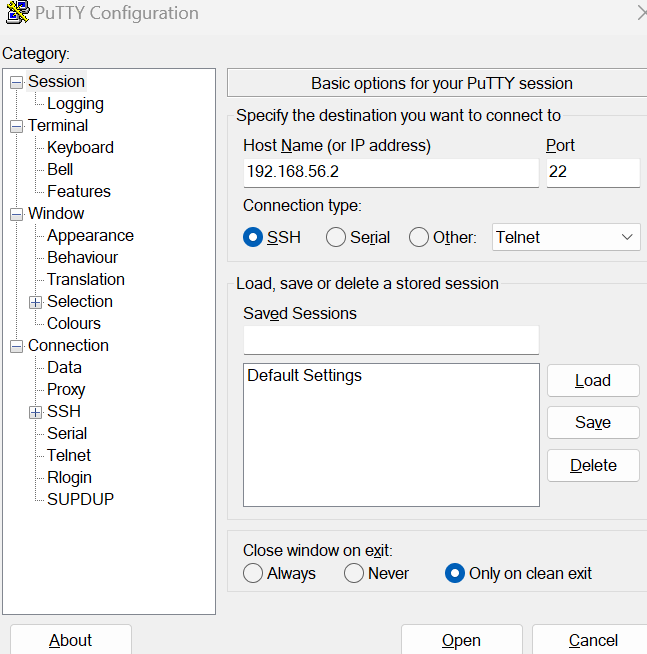 PuTTY Configuration
Category:
Session
Logging
Terminal
Keyboard
Bell
Features
Window
Appearance
Behaviour
Translation
Selection
Colours
Connection
Data
Proxy
SSH
Serial
Telnet
Rlogin
SUPDUP
Basic options for your PuTTY session
Specify the destination you want to connect to
Host Name (or IP address) Port
192.168.56.2 22
Connection type:
SSH Serial Other: Telnet
Load, save or delete a stored session
Saved Sessions
Default Settings
Load
Save
Delete
Close window on exit:
Always Never Only on clean exit
About Open Cancel